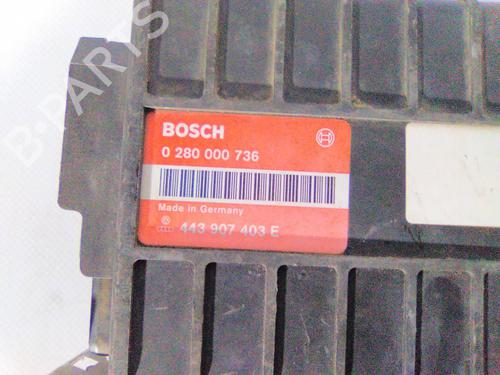 B-PARTS
BOSCH
0 280 000 736
Made in Germany
443 907 403 E